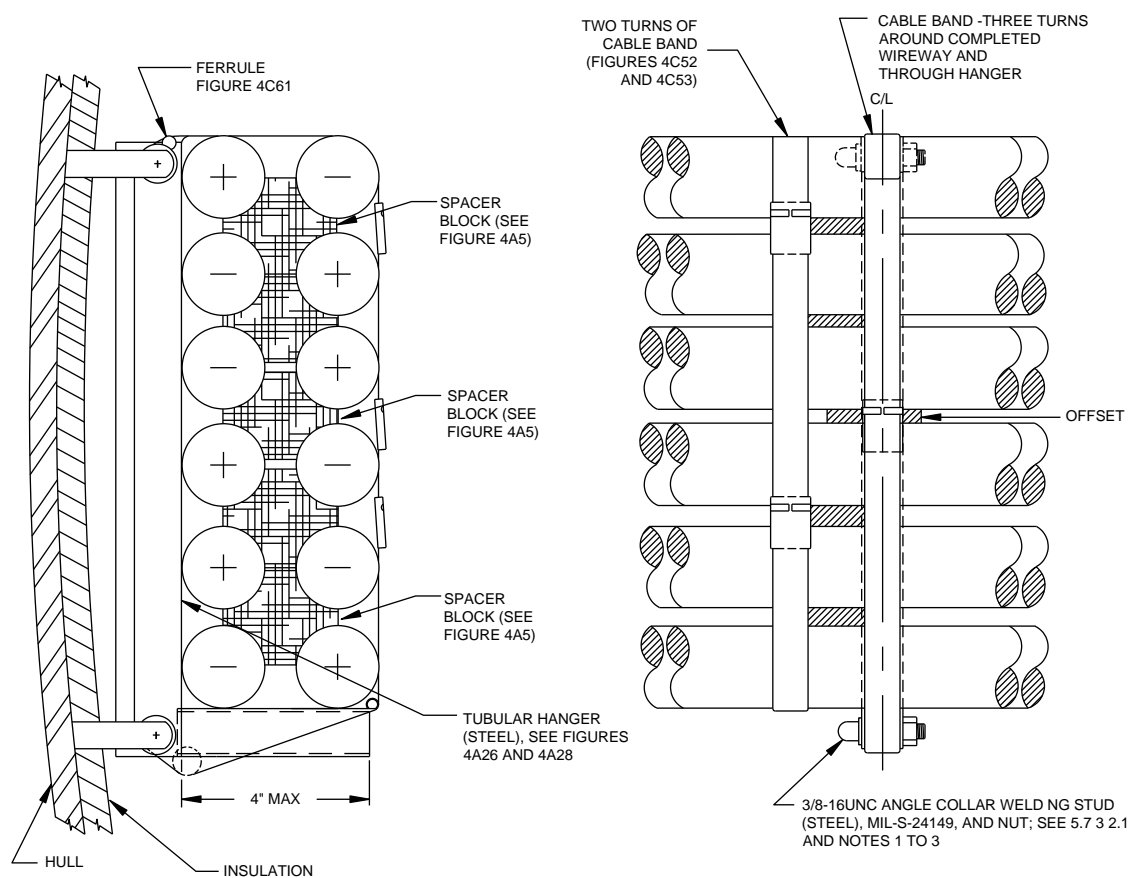 FERRULE
FIGURE 4C61
SPACER
BLOCK (SEE
FIGURE 4A5)
SPACER
BLOCK (SEE
FIGURE 4A5)
SPACER
BLOCK (SEE
FIGURE 4A5)
TUBULAR HANGER
(STEEL), SEE FIGURES
4A26 AND 4A28
4" MAX
HULL
INSULATION
TWO TURNS OF
CABLE BAND
(FIGURES 4C52
AND 4C53)
CABLE BAND -THREE TURNS
AROUND COMPLETED
WIREWAY AND
THROUGH HANGER
C/L
OFFSET
3/8-16UNC ANGLE COLLAR WELD NG STUD
(STEEL), MIL-S-24149, AND NUT; SEE 5.7 3 2.1
AND NOTES 1 TO 3